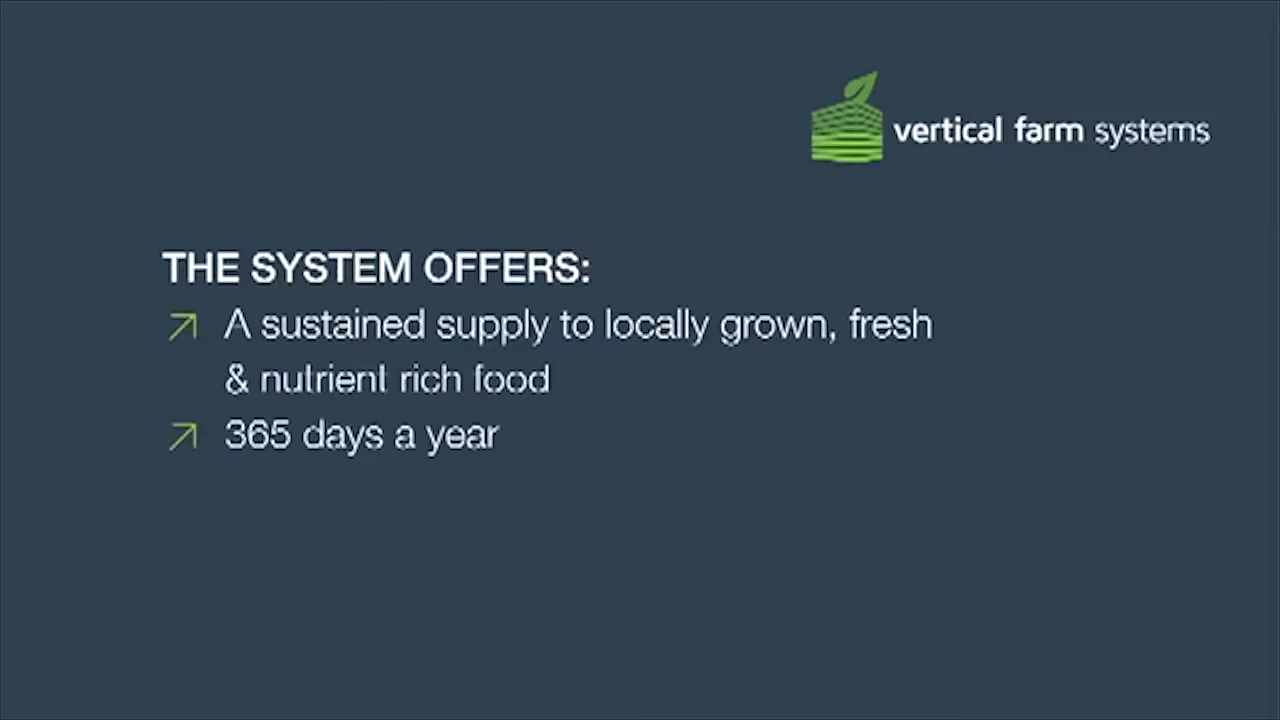 vertical farm systems
THE SYSTEM OFFERS:
A sustained supply to locally grown, fresh
& nutrient rich food
365 days a year